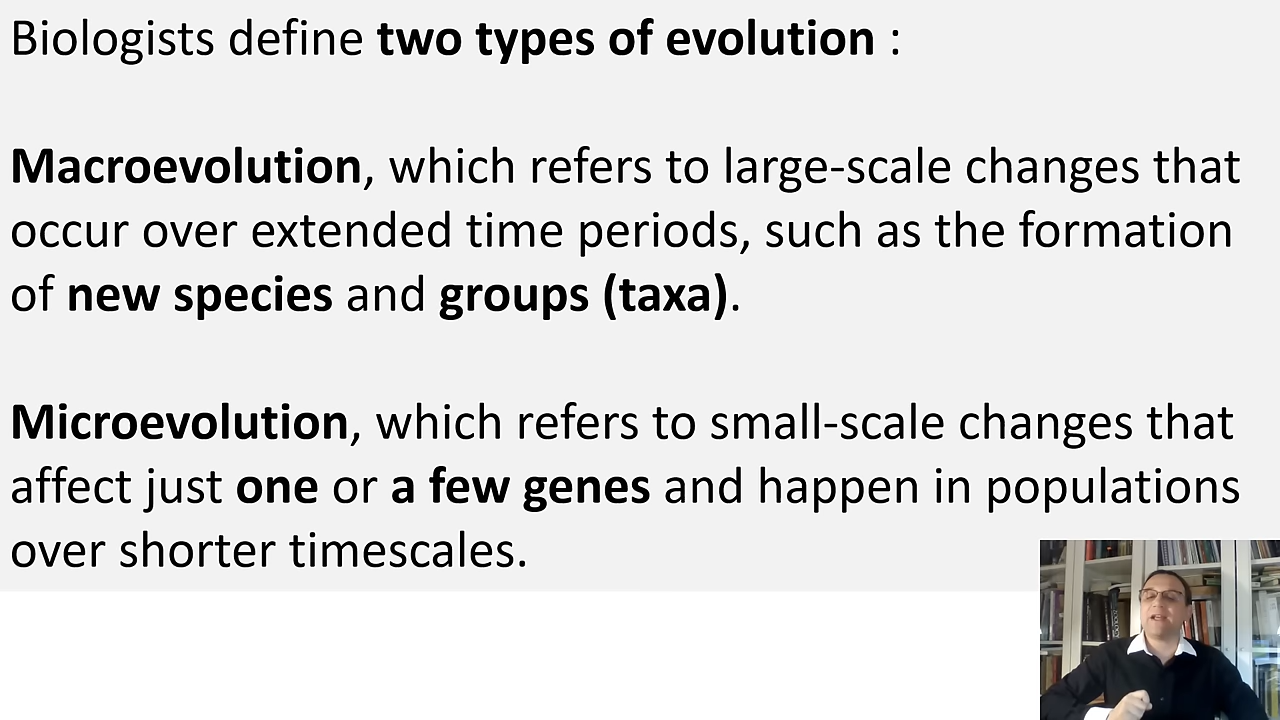 Biologists define two types of evolution :
Macroevolution, which refers to large-scale changes that
occur over extended time periods, such as the formation
of new species and groups (taxa).
Microevolution, which refers to small-scale changes that
affect just one or a few genes and happen in populations
over shorter timescales.